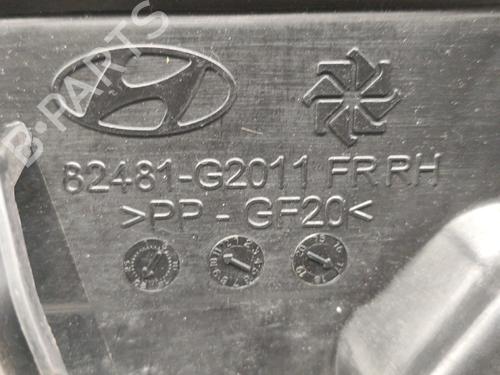 B-PARTS
82481-G2011 FR RH
>PP - GF20<